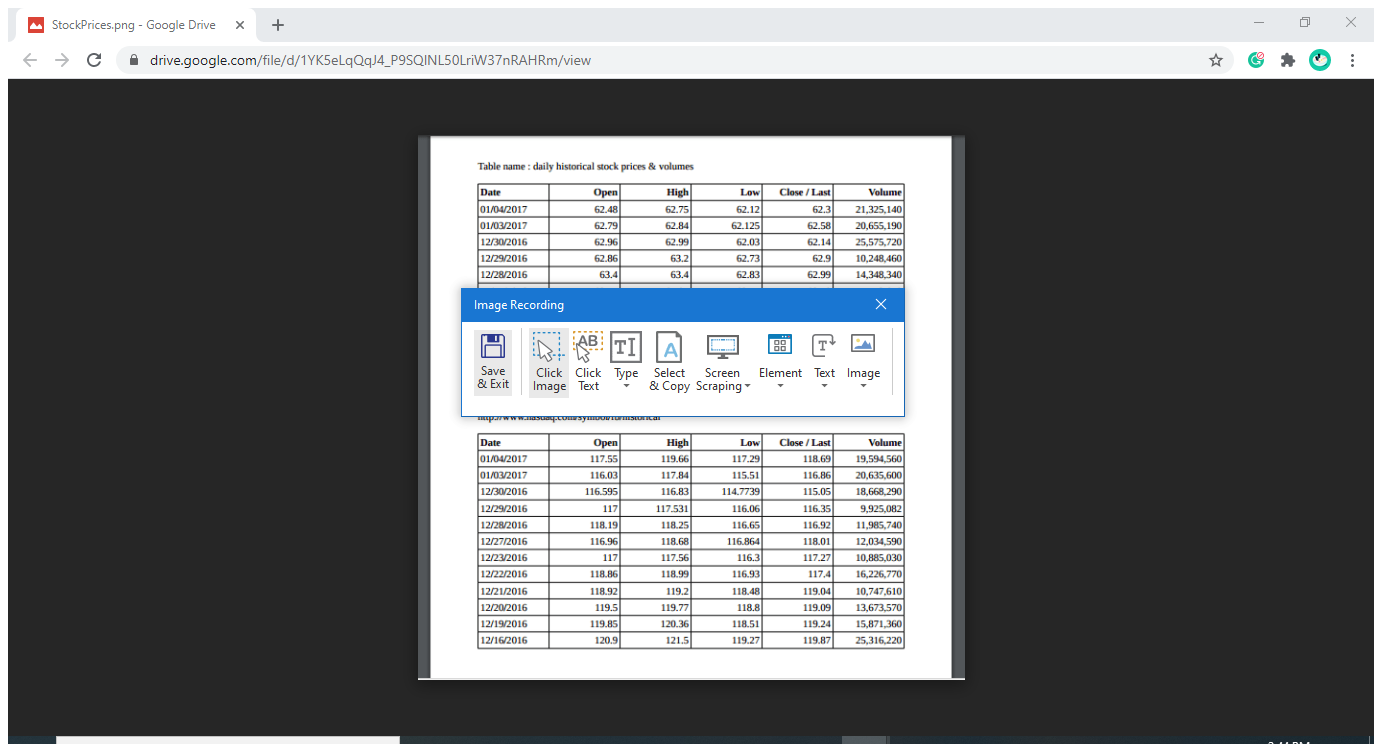 StockPrices.png - Google Drive
drive.google.com/file/d/1YK5eLqQqJ4_P9SQINL50LriW37nRAHRm/view
Table name : daily historical stock prices & volumes
Date Open High Low Close / Last Volume
01/04/2017 62.48 62.75 62.12 62.3 21,325,140
01/03/2017 62.79 62.84 62.125 62.58 20,655,190
12/30/2016 62.96 62.99 62.03 62.14 25,575,720
12/29/2016 62.86 63.2 62.73 62.9 10,248,460
12/28/2016 63.4 63.4 62.83 62.99 14,348,340
Image Recording
Save & Exit
Click Image
Click Text
Type
Select & Copy
Screen Scraping
Element
Text
Image
Date Open High Low Close / Last Volume
01/04/2017 117.55 119.66 117.29 118.69 19,594,560
01/03/2017 116.03 117.84 115.51 116.86 20,635,600
12/30/2016 116.595 116.83 114.7739 115.05 18,668,290
12/29/2016 117 117.531 116.06 116.35 9,925,082
12/28/2016 118.19 118.25 116.65 116.92 11,985,740
12/27/2016 116.96 118.68 116.864 118.01 12,034,590
12/23/2016 117 117.56 116.3 117.27 10,885,030
12/22/2016 118.86 118.99 116.93 117.4 16,226,770
12/21/2016 118.92 119.2 118.48 119.04 10,747,610
12/20/2016 119.5 119.77 118.8 119.09 13,673,570
12/19/2016 119.85 120.36 118.51 119.24 15,871,360
12/16/2016 120.9 121.5 119.27 119.87 25,316,220